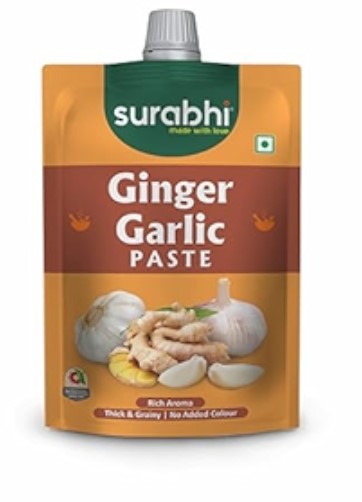 surabhi
made with love
Ginger
Garlic
PASTE
Rich Aroma
Thick & Grainy | No Added Colour